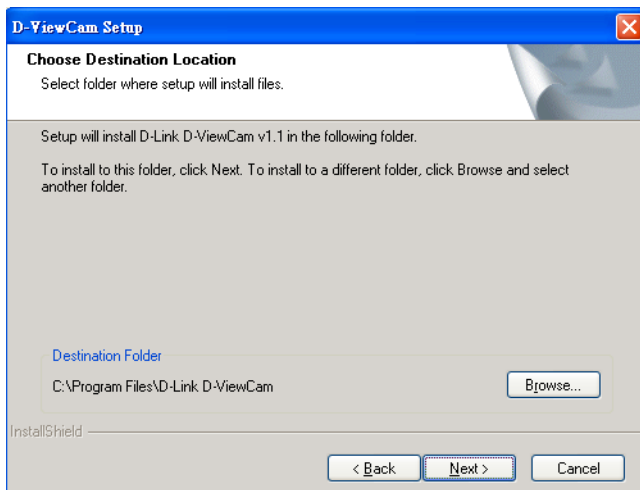 D-ViewCam Setup
Choose Destination Location
Select folder where setup will install files.
Setup will install D-Link D-ViewCam v1.1 in the following folder.
To install to this folder, click Next. To install to a different folder, click Browse and select
another folder.
Destination Folder
C:\Program Files\D-Link D-ViewCam
Browse...
InstallShield
< Back
Next >
Cancel